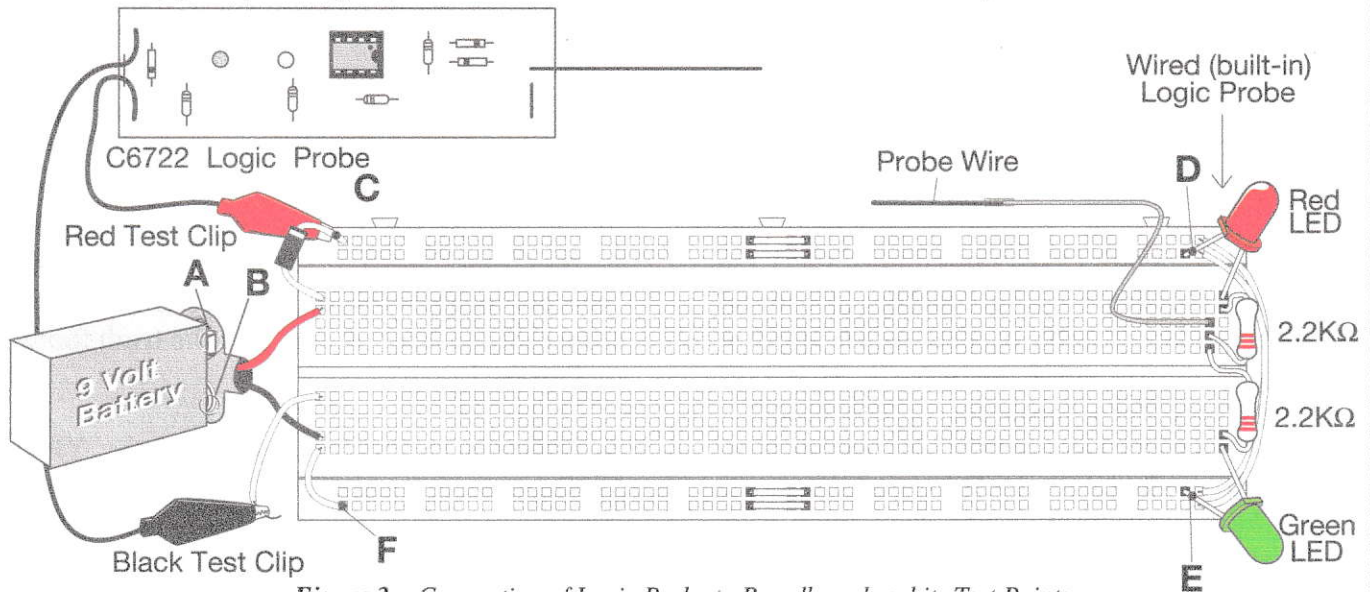 Wired (built-in)
Logic Probe
C6722 Logic Probe
C
Probe Wire
D
Red
LED
Red Test Clip
A
B
2.2KΩ
9 Volt
Battery
2.2KΩ
Black Test Clip
F
Green
LED
E